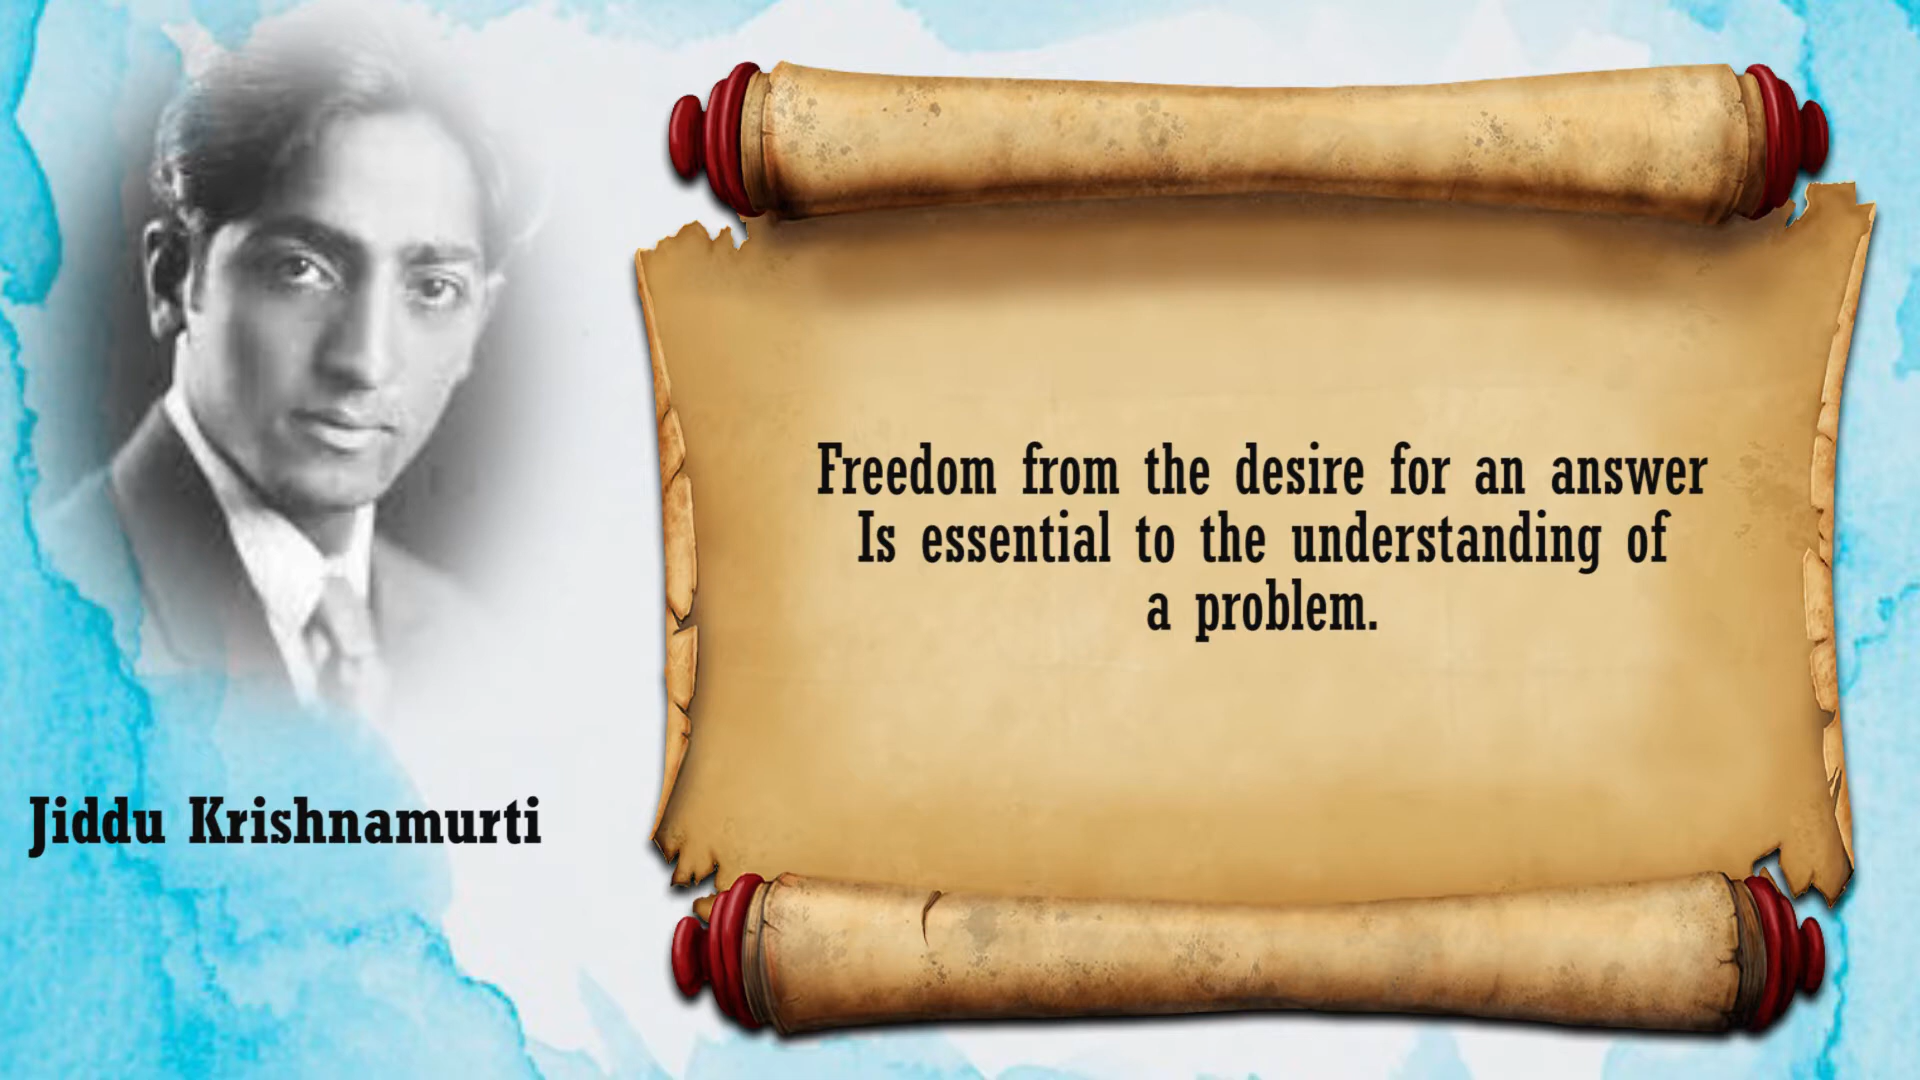 Freedom from the desire for an answer
Is essential to the understanding of
a problem.
Jiddu Krishnamurti